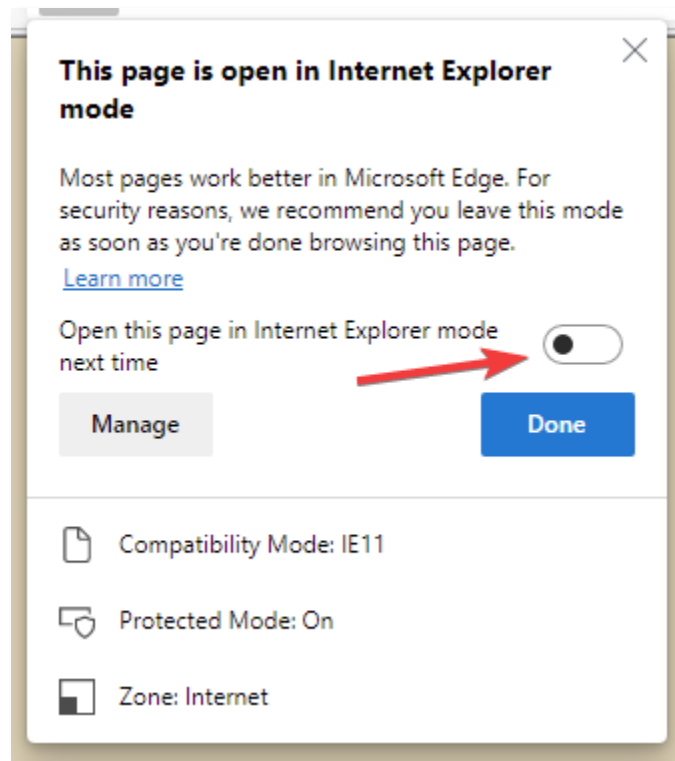 This page is open in Internet Explorer
mode
Most pages work better in Microsoft Edge. For
security reasons, we recommend you leave this mode
as soon as you're done browsing this page.
Learn more
Open this page in Internet Explorer mode
next time
Manage
Done
Compatibility Mode: IE11
Protected Mode: On
Zone: Internet